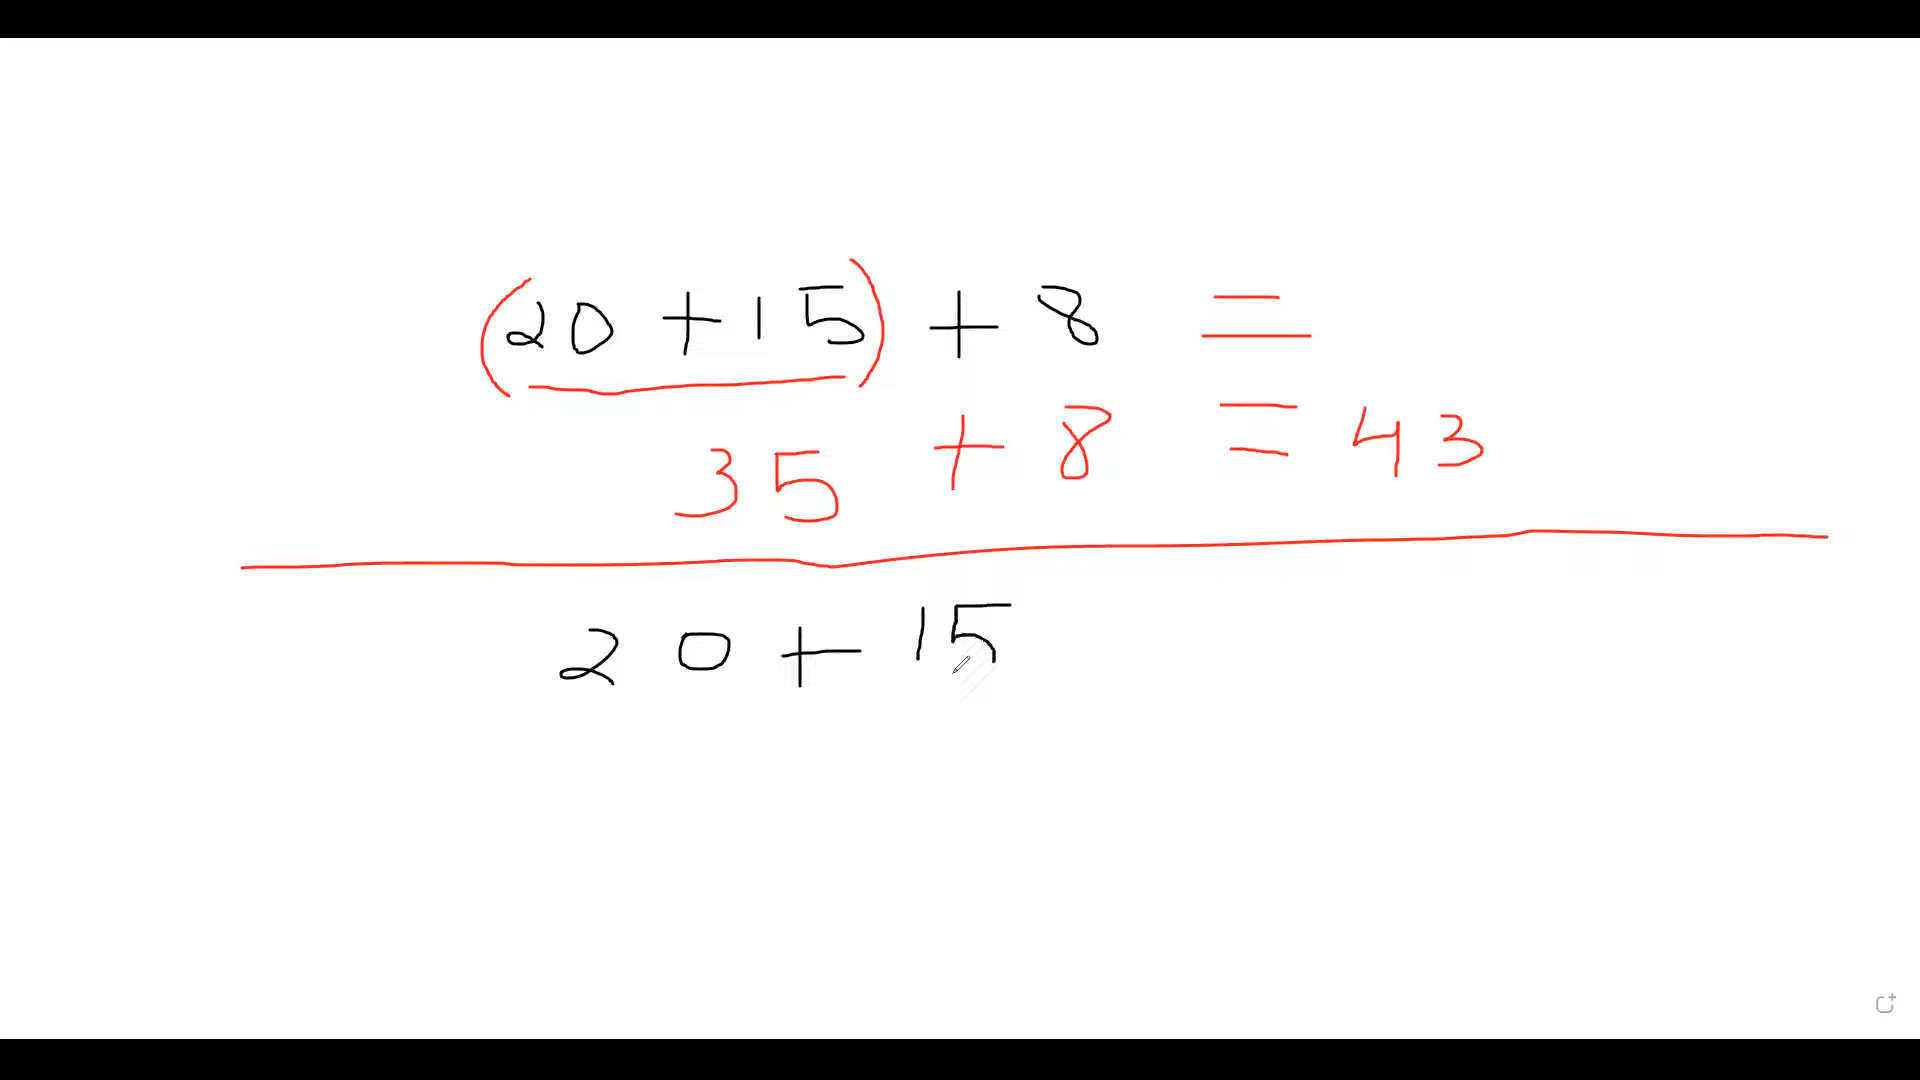 (20 + 15) + 8 =
35 + 8 = 43
20 + 15